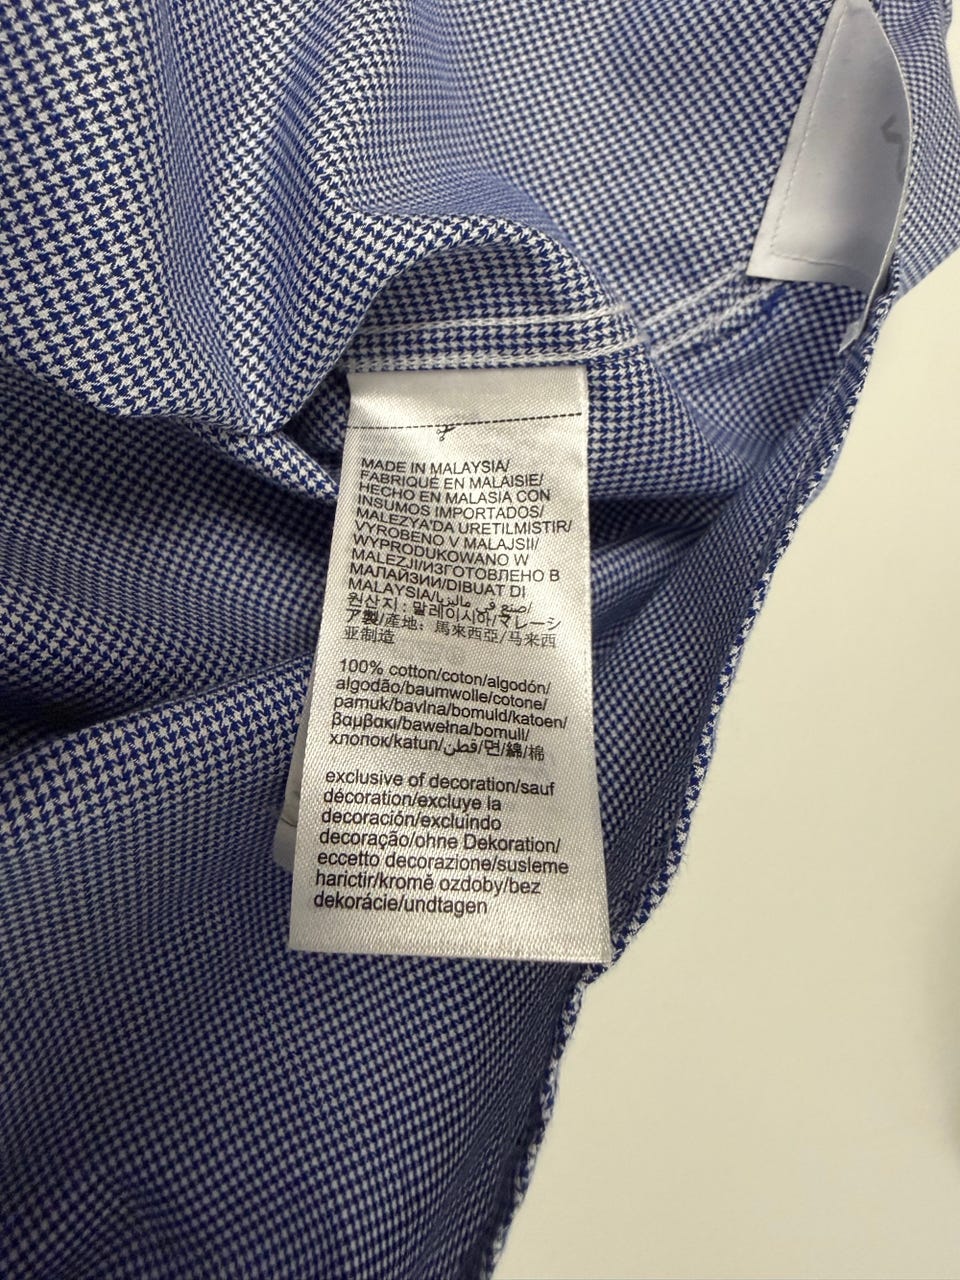 MADE IN MALAYSIA/
FABRIQUÉ EN MALAISIE/
HECHO EN MALASIA CON
INSUMOS IMPORTADOS/
MALEZYA'DA URETILMISTIR/
VYROBENO V MALAJSII/
WYPRODUKOWANO W
MALEZJI/ИЗГОТОВЛЕНО В
МАЛАЙЗИИ/DIBUAT DI
MALAYSIA/صنع في ماليزيا/
원산지 : 말레이시아/マレーシ
ア製/產地：馬來西亞/马来西
亚制造
100% cotton/coton/algodón/
algodão/baumwolle/cotone/
pamuk/bavlna/bomuld/katoen/
βαμβακι/bawełna/bomull/
хлопок/katun/قطن/면/綿/棉
exclusive of decoration/sauf
décoration/excluye la
decoración/excluindo
decoração/ohne Dekoration/
eccetto decorazione/susleme
harictir/kromě ozdoby/bez
dekorácie/undtagen